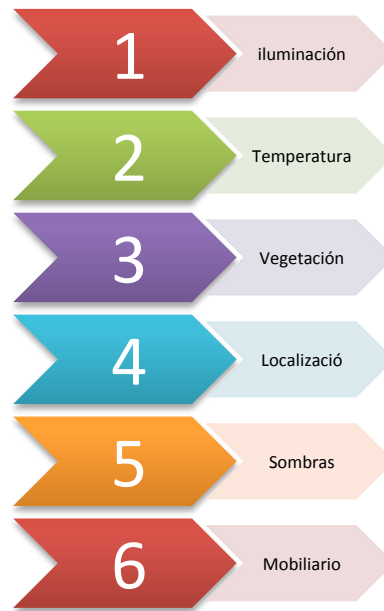 1
iluminación
2
Temperatura
3
Vegetación
4
Localizació
5
Sombras
6
Mobiliario